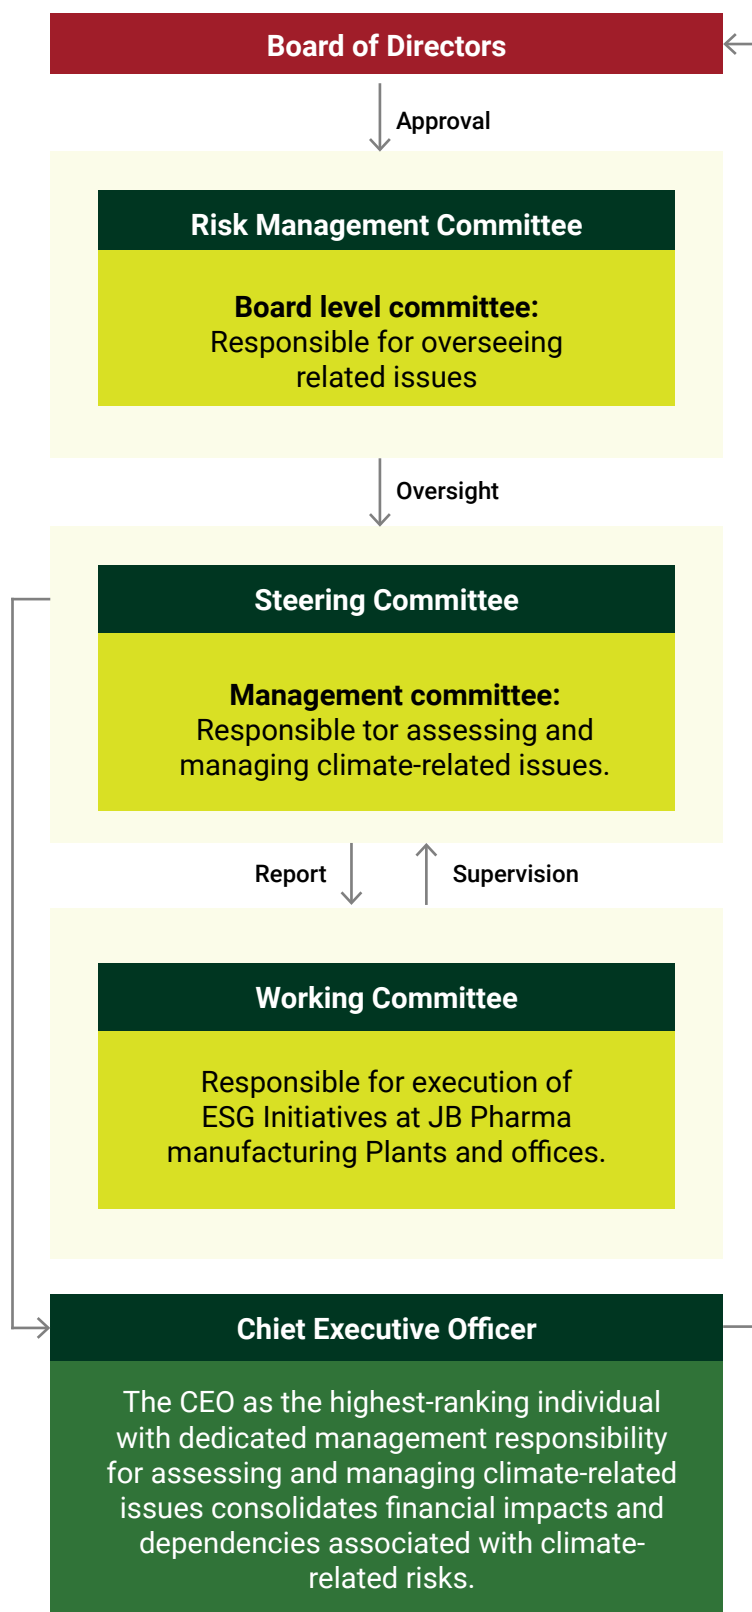 Board of Directors
Approval
Risk Management Committee
Board level committee:
Responsible for overseeing
related issues
Oversight
Steering Committee
Management committee:
Responsible tor assessing and
managing climate-related issues.
Report
Supervision
Working Committee
Responsible for execution of
ESG Initiatives at JB Pharma
manufacturing Plants and offices.
Chiet Executive Officer
The CEO as the highest-ranking individual
with dedicated management responsibility
for assessing and managing climate-related
issues consolidates financial impacts and
dependencies associated with climate-
related risks.